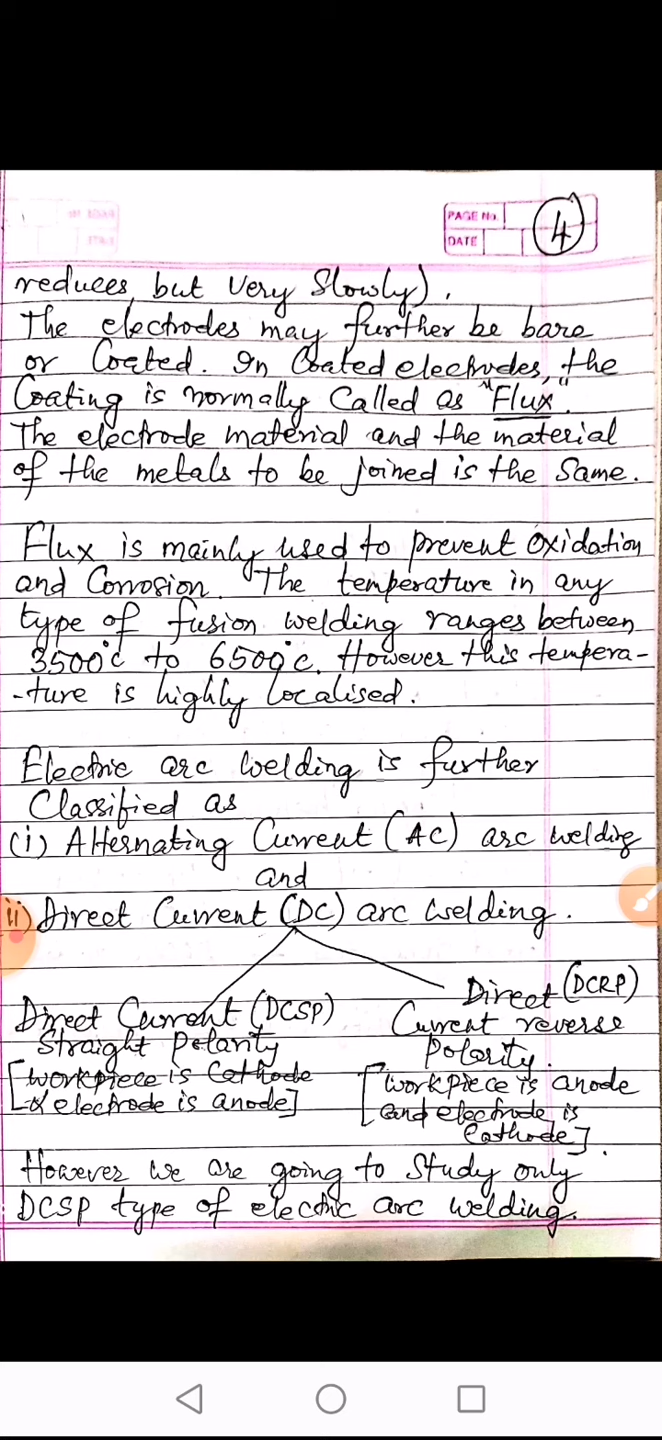 PAGE No.
DATE
4
reduces but very slowly).
The electrodes may further be bare
or Coated. In Coated electrodes, the
Coating is normally Called as "Flux".
The electrode material and the material
of the metals to be joined is the Same.
Flux is mainly used to prevent oxidation
and Corrosion. The temperature in any
type of fusion welding ranges between
3500°c to 6500°c. However this tempera-
-ture is highly localised.
Electric arc welding is further
Classified as
(i) Alternating Current (AC) arc welding
and
ii) Direct Current (DC) arc welding.
Direct Current (DCSP)
Straight Polarity
[workpiece is Cathode
& electrode is anode]
Direct (DCRP)
Current reverse
polarity.
[workpiece is anode
and electrode is
Cathode].
However we are going to Study only
DCSP type of electric arc welding.